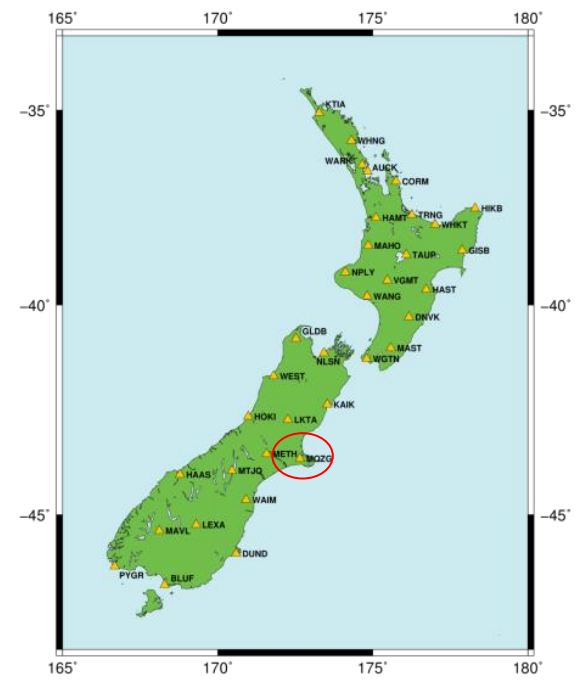 165° 170° 175° 180°
KTIA
−35° −35°
WHNG
WARK
AUCK
CORM
HIKB
HAMT
TRNG
WHKT
MAHO
TAUP
GISB
NPLY
VGMT
HAST
WANG
−40° −40°
DNVK
GLDB
MAST
NLSN
WGTN
WEST
KAIK
HOKI
LKTA
METH
MQZG
MTJO
HAAS
WAIM
−45° −45°
LEXA
MAVL
DUND
PYGR
BLUF
165° 170° 175° 180°